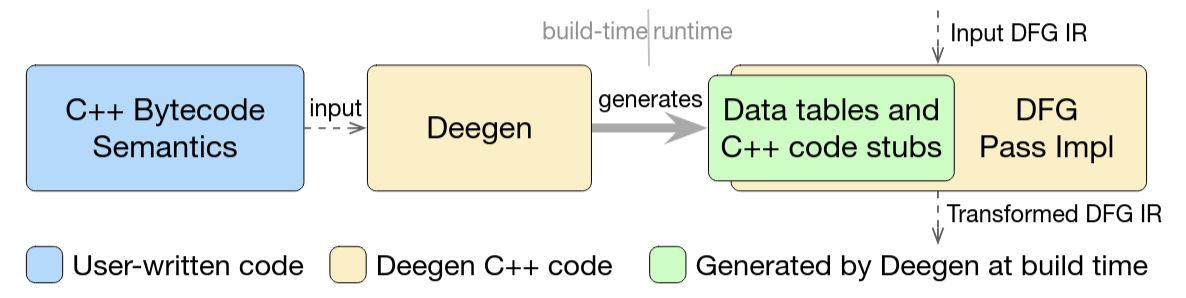 build-time runtime
Input DFG IR
C++ Bytecode
Semantics
input
Deegen
generates
Data tables and
C++ code stubs
DFG
Pass Impl
Transformed DFG IR
User-written code
Deegen C++ code
Generated by Deegen at build time